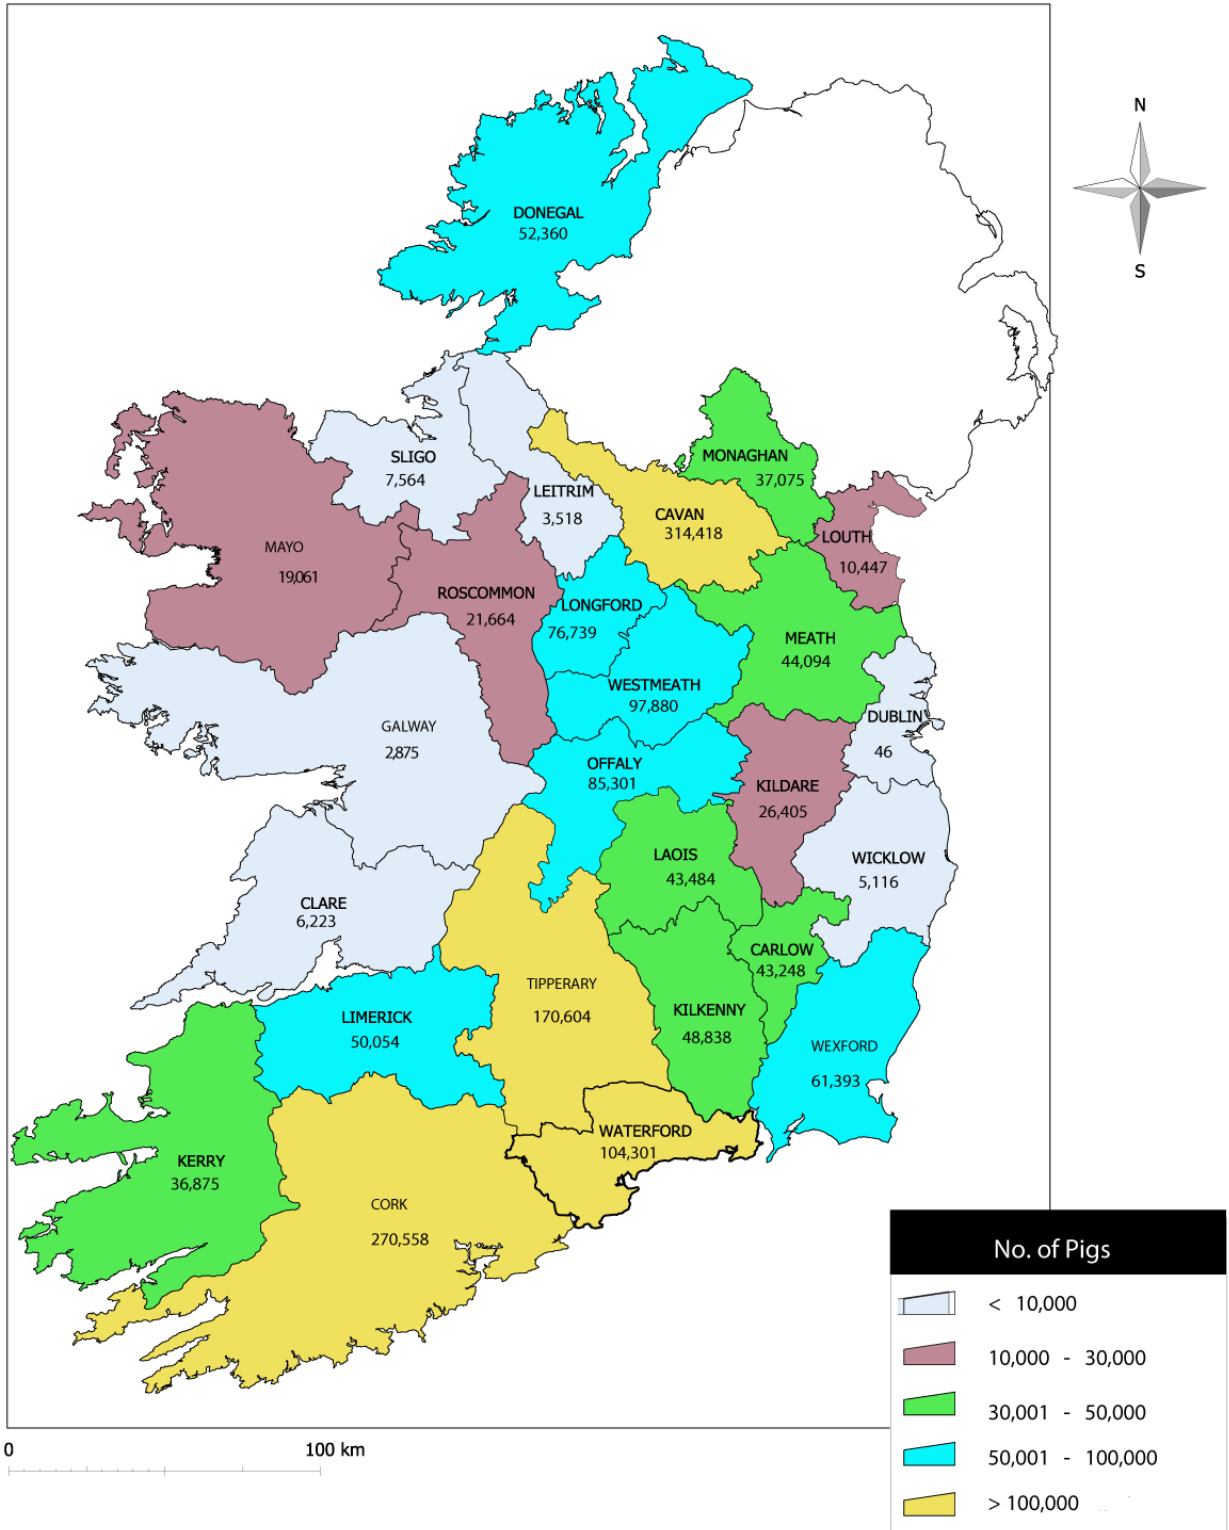 N
S
DONEGAL
52,360
SLIGO
7,564
LEITRIM
3,518
MONAGHAN
37,075
CAVAN
314,418
LOUTH
10,447
MAYO
19,061
ROSCOMMON
21,664
LONGFORD
76,739
MEATH
44,094
WESTMEATH
97,880
DUBLIN
46
GALWAY
2,875
OFFALY
85,301
KILDARE
26,405
LAOIS
43,484
WICKLOW
5,116
CLARE
6,223
CARLOW
43,248
TIPPERARY
170,604
LIMERICK
50,054
KILKENNY
48,838
WEXFORD
61,393
WATERFORD
104,301
KERRY
36,875
CORK
270,558
No. of Pigs
< 10,000
10,000 - 30,000
30,001 - 50,000
50,001 - 100,000
> 100,000
0 100 km